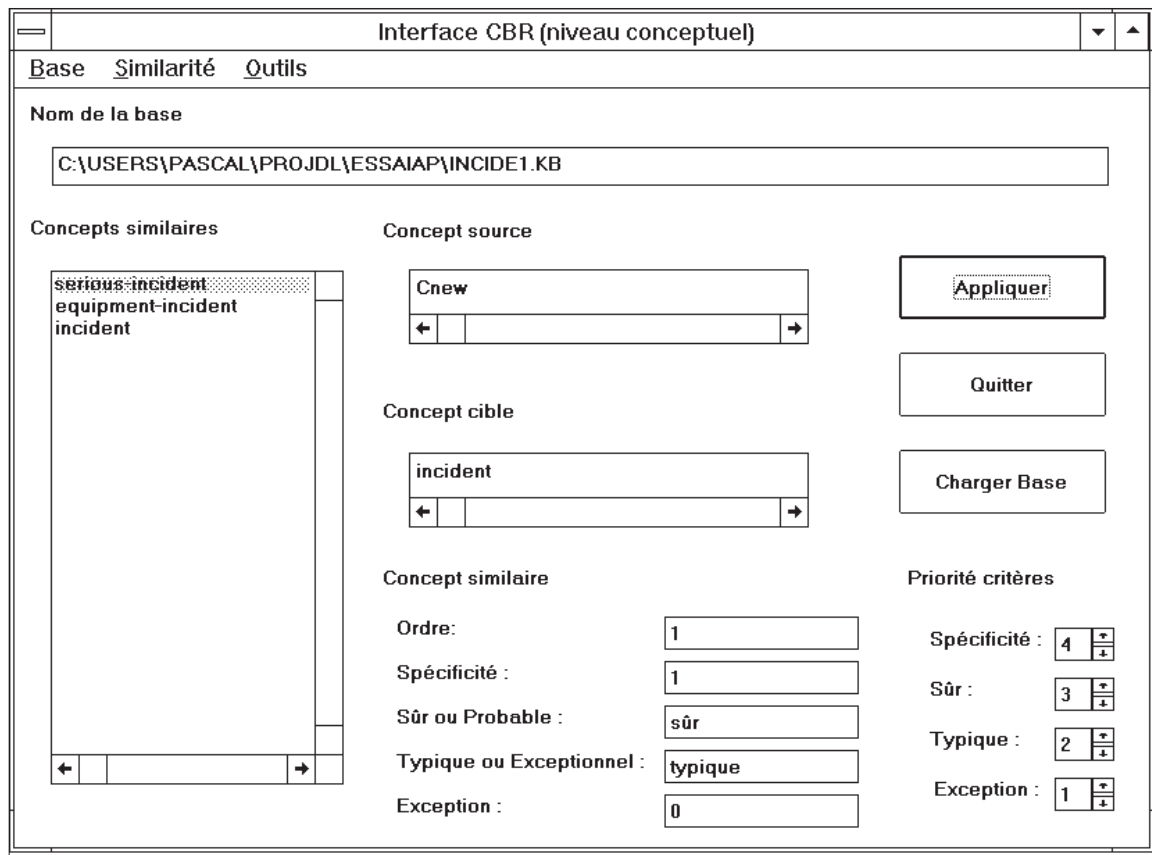 Interface CBR (niveau conceptuel)
Base Similarité Outils
Nom de la base
C:\USERS\PASCAL\PROJDL\ESSAIAP\INCIDE1.KB
Concepts similaires
serious-incident
equipment-incident
incident
Concept source
Cnew
Concept cible
incident
Appliquer
Quitter
Charger Base
Concept similaire
Ordre: 1
Spécificité : 1
Sûr ou Probable : sûr
Typique ou Exceptionnel : typique
Exception : 0
Priorité critères
Spécificité : 4
Sûr : 3
Typique : 2
Exception : 1